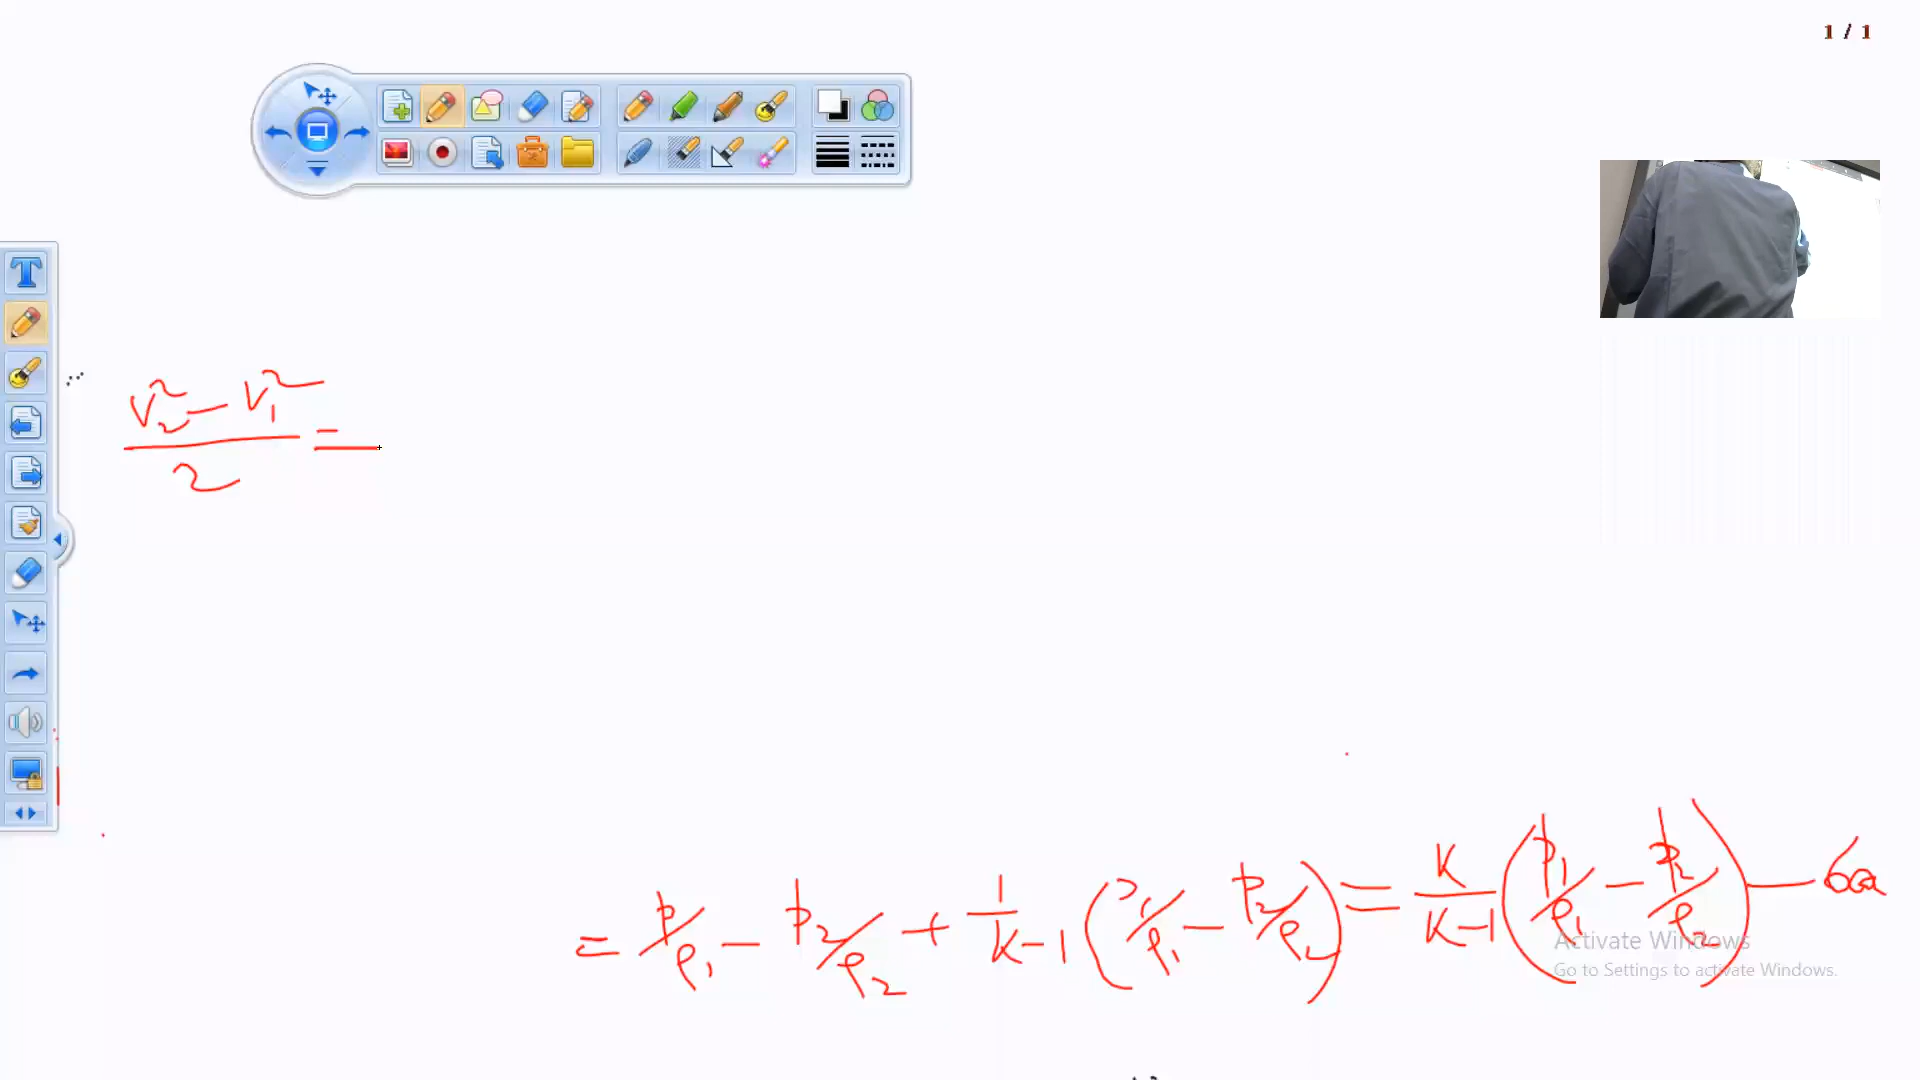 1 / 1
(V₂² − V₁²)/2 =
= p/ρ₁ − p₂/ρ₂ + 1/(K−1) (p₁/ρ₁ − p₂/ρ₂) = K/(K−1) (p₁/ρ₁ − p₂/ρ₂) — 6a
Activate Windows
Go to Settings to activate Windows.